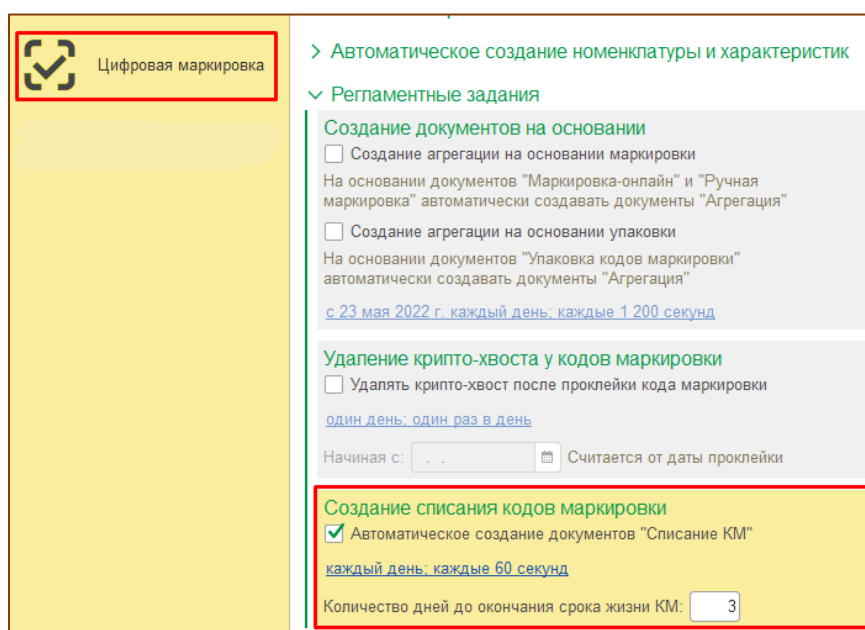 Цифровая маркировка
Автоматическое создание номенклатуры и характеристик
Регламентные задания
Создание документов на основании
Создание агрегации на основании маркировки
На основании документов "Маркировка-онлайн" и "Ручная
маркировка" автоматически создавать документы "Агрегация"
Создание агрегации на основании упаковки
На основании документов "Упаковка кодов маркировки"
автоматически создавать документы "Агрегация"
с 23 мая 2022 г. каждый день; каждые 1 200 секунд
Удаление крипто-хвоста у кодов маркировки
Удалять крипто-хвост после проклейки кода маркировки
один день; один раз в день
Начиная с: . . Считается от даты проклейки
Создание списания кодов маркировки
Автоматическое создание документов "Списание КМ"
каждый день; каждые 60 секунд
Количество дней до окончания срока жизни КМ: 3